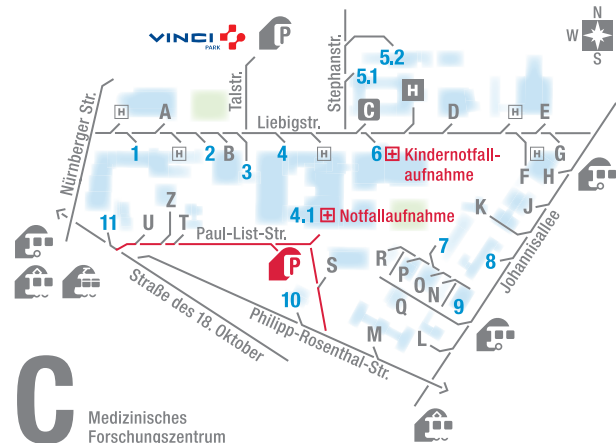 VINCI
PARK
P
N
W
S
5.2
5.1
Stephanstr.
Talstr.
Nürnberger Str.
H
A
C
H
D
H
E
Liebigstr.
1
H
2
B
3
4
H
6
Kindernotfall-
aufnahme
F
H
G
H
Z
11
U
T
4.1
Notfallaufnahme
K
J
Johannisallee
Paul-List-Str.
P
S
R
P
O
N
7
8
9
Q
10
M
L
Straße des 18. Oktober
Philipp-Rosenthal-Str.
C
Medizinisches
Forschungszentrum